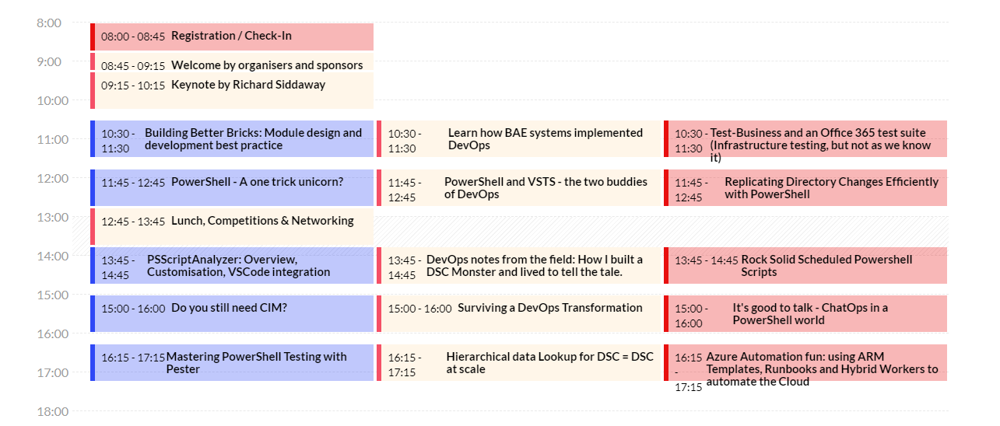 8:00
08:00 - 08:45 Registration / Check-In
9:00
08:45 - 09:15 Welcome by organisers and sponsors
09:15 - 10:15 Keynote by Richard Siddaway
10:00
11:00
10:30 - 11:30
Building Better Bricks: Module design and
development best practice
10:30 - 11:30
Learn how BAE systems implemented
DevOps
10:30 - 11:30
Test-Business and an Office 365 test suite
(Infrastructure testing, but not as we know
it)
12:00
11:45 - 12:45 PowerShell - A one trick unicorn?
11:45 - 12:45
PowerShell and VSTS - the two buddies
of DevOps
11:45 - 12:45
Replicating Directory Changes Efficiently
with PowerShell
13:00
12:45 - 13:45 Lunch, Competitions & Networking
14:00
13:45 - 14:45
PSScriptAnalyzer: Overview,
Customisation, VSCode integration
13:45 - 14:45
DevOps notes from the field: How I built a
DSC Monster and lived to tell the tale.
13:45 - 14:45 Rock Solid Scheduled Powershell
Scripts
15:00
15:00 - 16:00 Do you still need CIM?
15:00 - 16:00 Surviving a DevOps Transformation
15:00 - 16:00
It's good to talk - ChatOps in a
PowerShell world
16:00
16:15 - 17:15 Mastering PowerShell Testing with
Pester
16:15 - 17:15
Hierarchical data Lookup for DSC = DSC
at scale
16:15 - 17:15
Azure Automation fun: using ARM
Templates, Runbooks and Hybrid Workers to
automate the Cloud
17:00
18:00